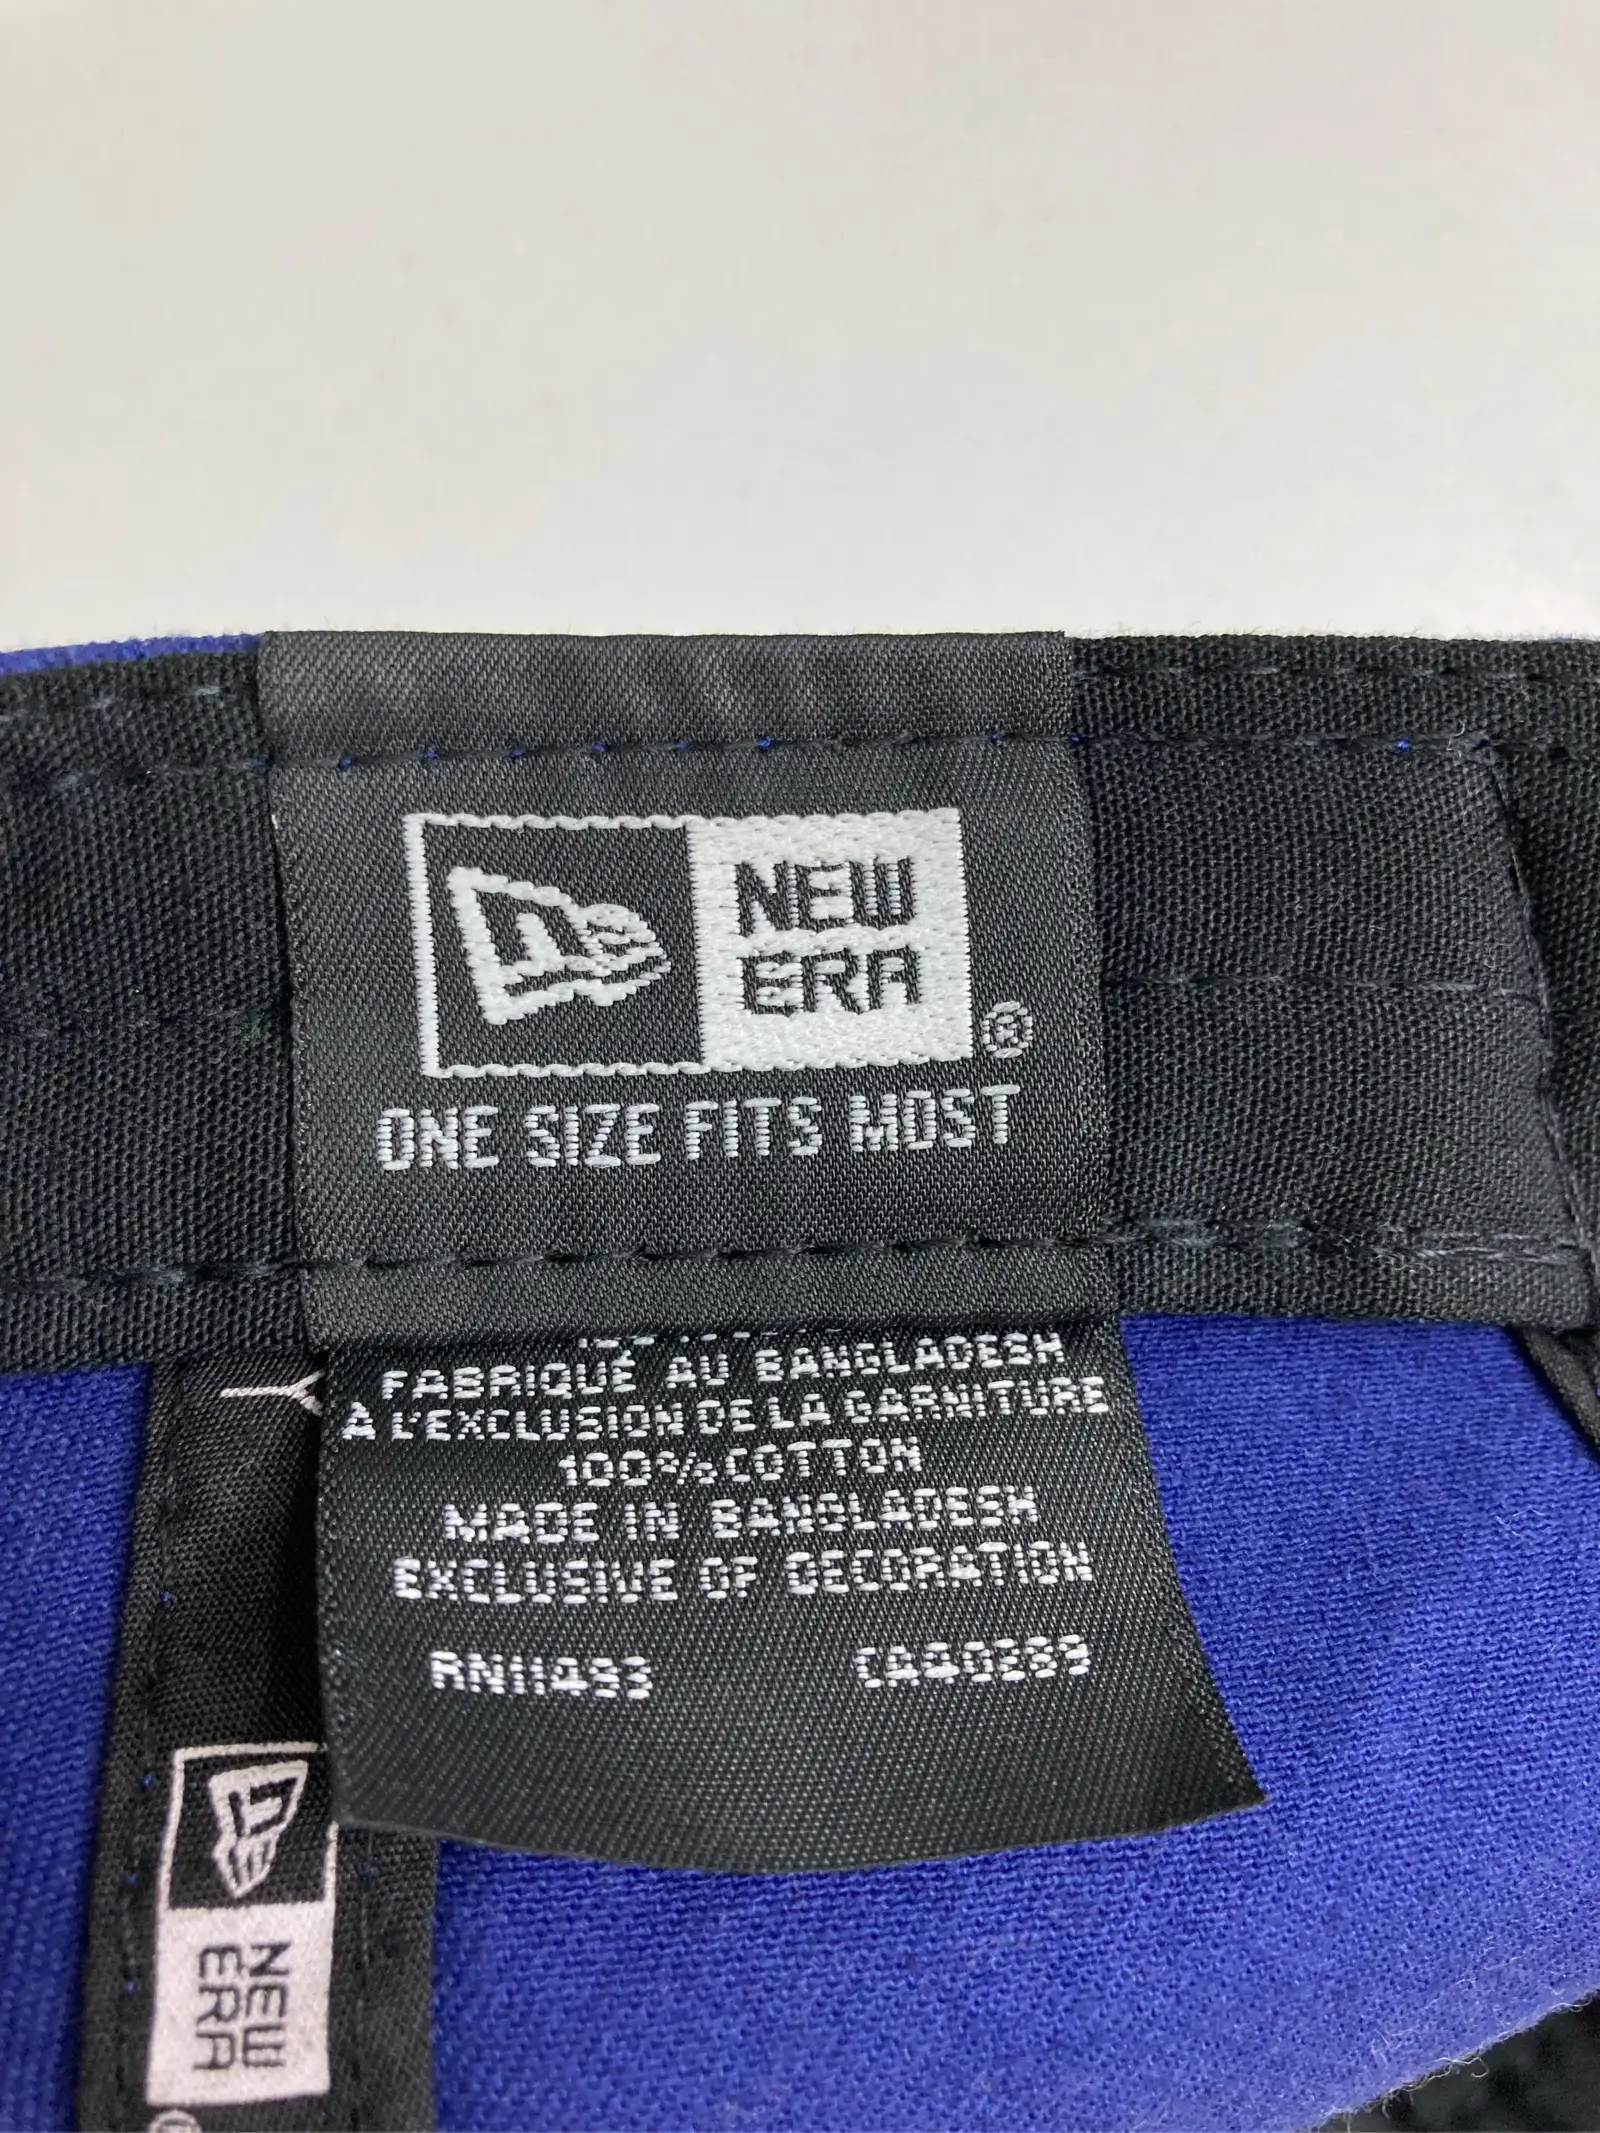 NEW
ERA
®
ONE SIZE FITS MOST
FABRIQUÉ AU BANGLADESH
A L'EXCLUSION DE LA GARNITURE
100% COTTON
MADE IN BANGLADESH
EXCLUSIVE OF DECORATION
RN11493 CA40289
NEW
ERA